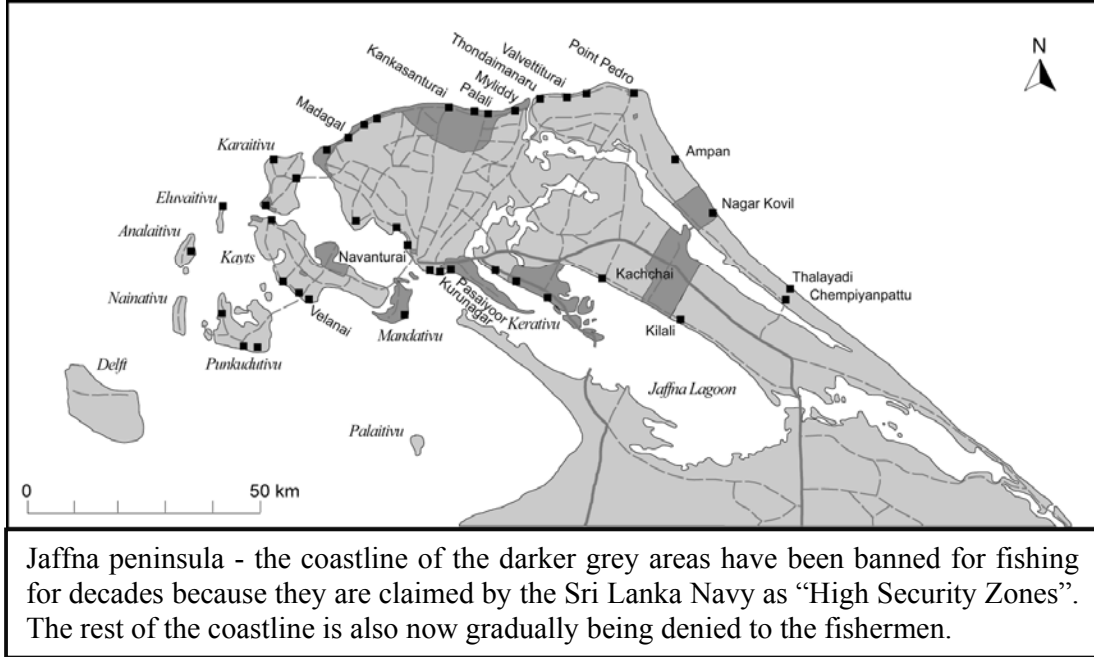 N
Point Pedro
Valvettiturai
Thondaimanaru
Myliddy
Palali
Kankasanturai
Madagal
Karaitivu
Ampan
Eluvaitivu
Nagar Kovil
Analaitivu
Kayts
Navanturai
Kachchai
Thalayadi
Chempiyanpattu
Nainativu
Velanai
Pasaiyoor
Kurunagar
Kerativu
Kilali
Mandativu
Punkudutivu
Delft
Jaffna Lagoon
Palaitivu
0 50 km
Jaffna peninsula - the coastline of the darker grey areas have been banned for fishing
for decades because they are claimed by the Sri Lanka Navy as “High Security Zones”.
The rest of the coastline is also now gradually being denied to the fishermen.